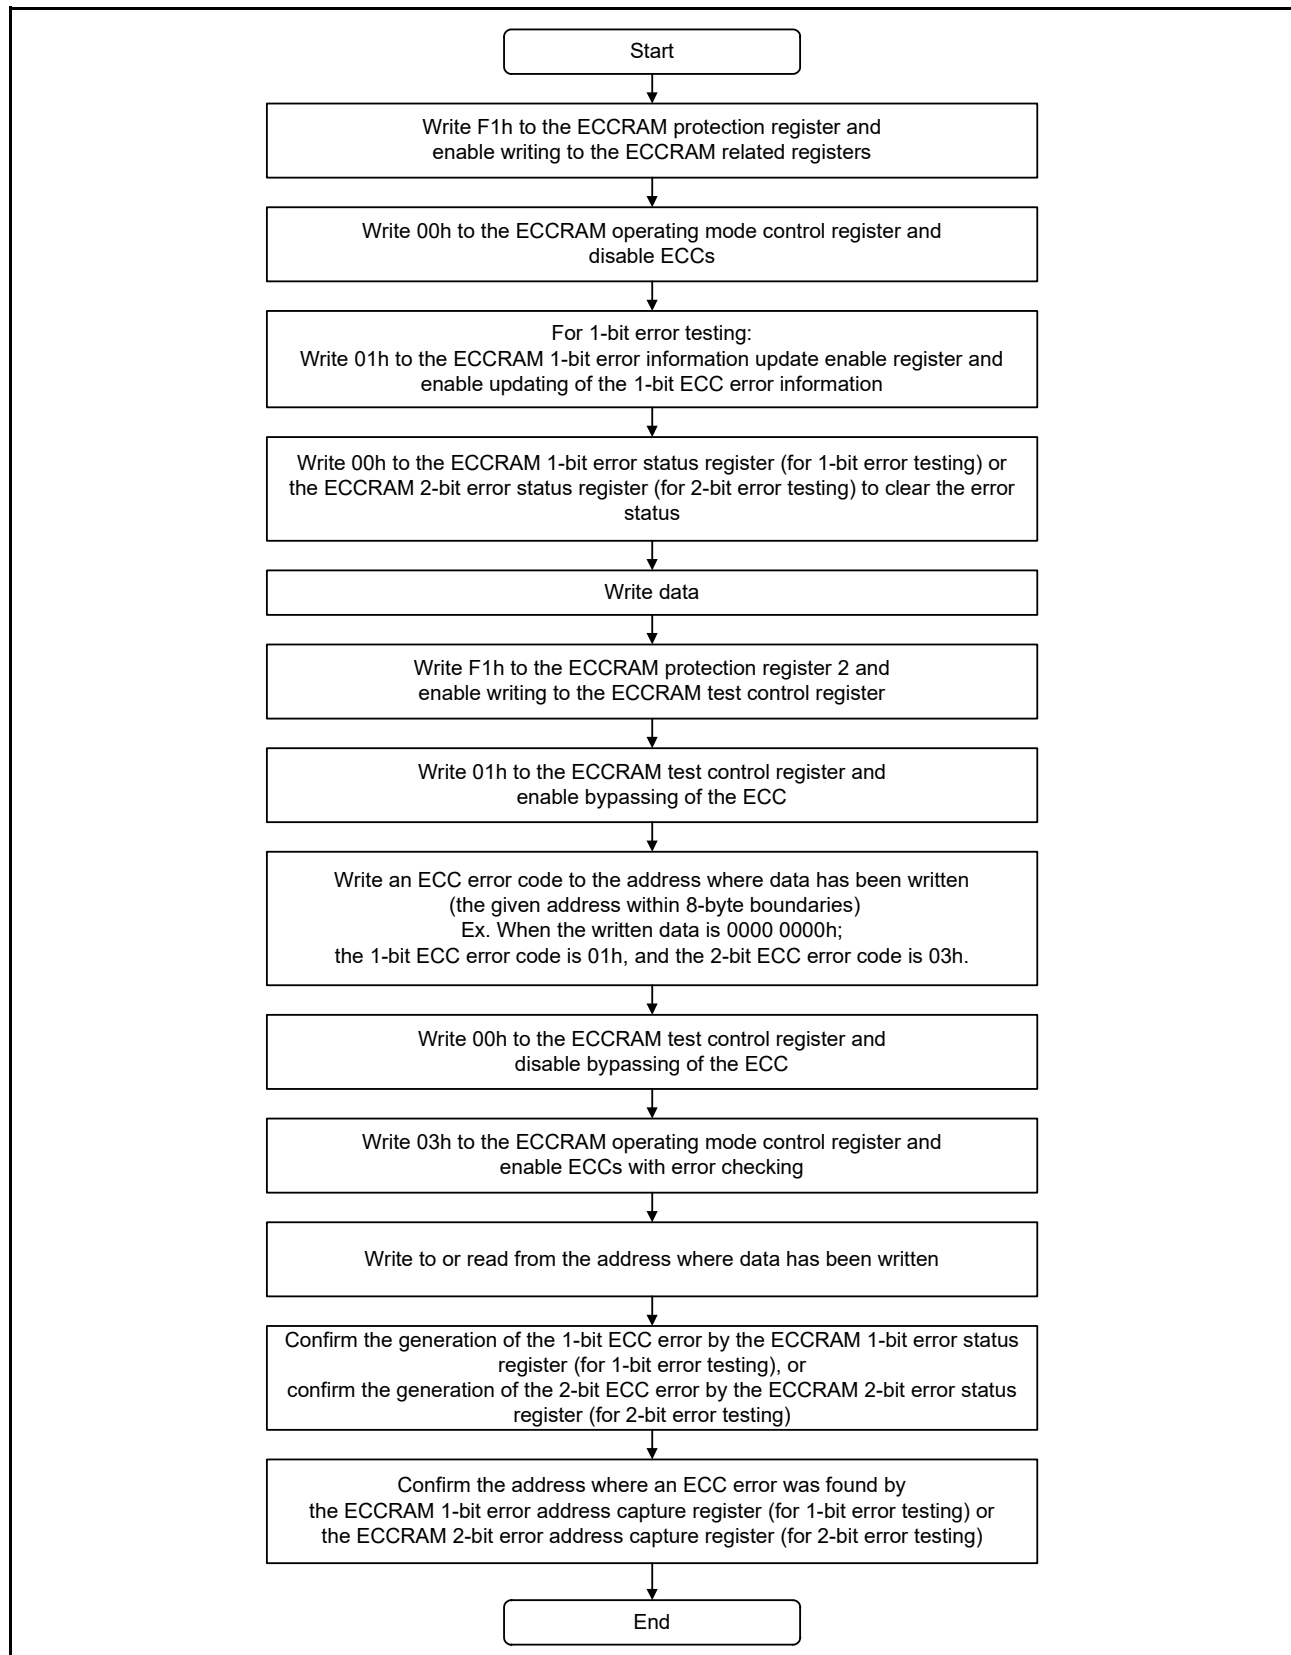 Start
Write F1h to the ECCRAM protection register and
enable writing to the ECCRAM related registers
Write 00h to the ECCRAM operating mode control register and
disable ECCs
For 1-bit error testing:
Write 01h to the ECCRAM 1-bit error information update enable register and
enable updating of the 1-bit ECC error information
Write 00h to the ECCRAM 1-bit error status register (for 1-bit error testing) or
the ECCRAM 2-bit error status register (for 2-bit error testing) to clear the error
status
Write data
Write F1h to the ECCRAM protection register 2 and
enable writing to the ECCRAM test control register
Write 01h to the ECCRAM test control register and
enable bypassing of the ECC
Write an ECC error code to the address where data has been written
(the given address within 8-byte boundaries)
Ex. When the written data is 0000 0000h;
the 1-bit ECC error code is 01h, and the 2-bit ECC error code is 03h.
Write 00h to the ECCRAM test control register and
disable bypassing of the ECC
Write 03h to the ECCRAM operating mode control register and
enable ECCs with error checking
Write to or read from the address where data has been written
Confirm the generation of the 1-bit ECC error by the ECCRAM 1-bit error status
register (for 1-bit error testing), or
confirm the generation of the 2-bit ECC error by the ECCRAM 2-bit error status
register (for 2-bit error testing)
Confirm the address where an ECC error was found by
the ECCRAM 1-bit error address capture register (for 1-bit error testing) or
the ECCRAM 2-bit error address capture register (for 2-bit error testing)
End